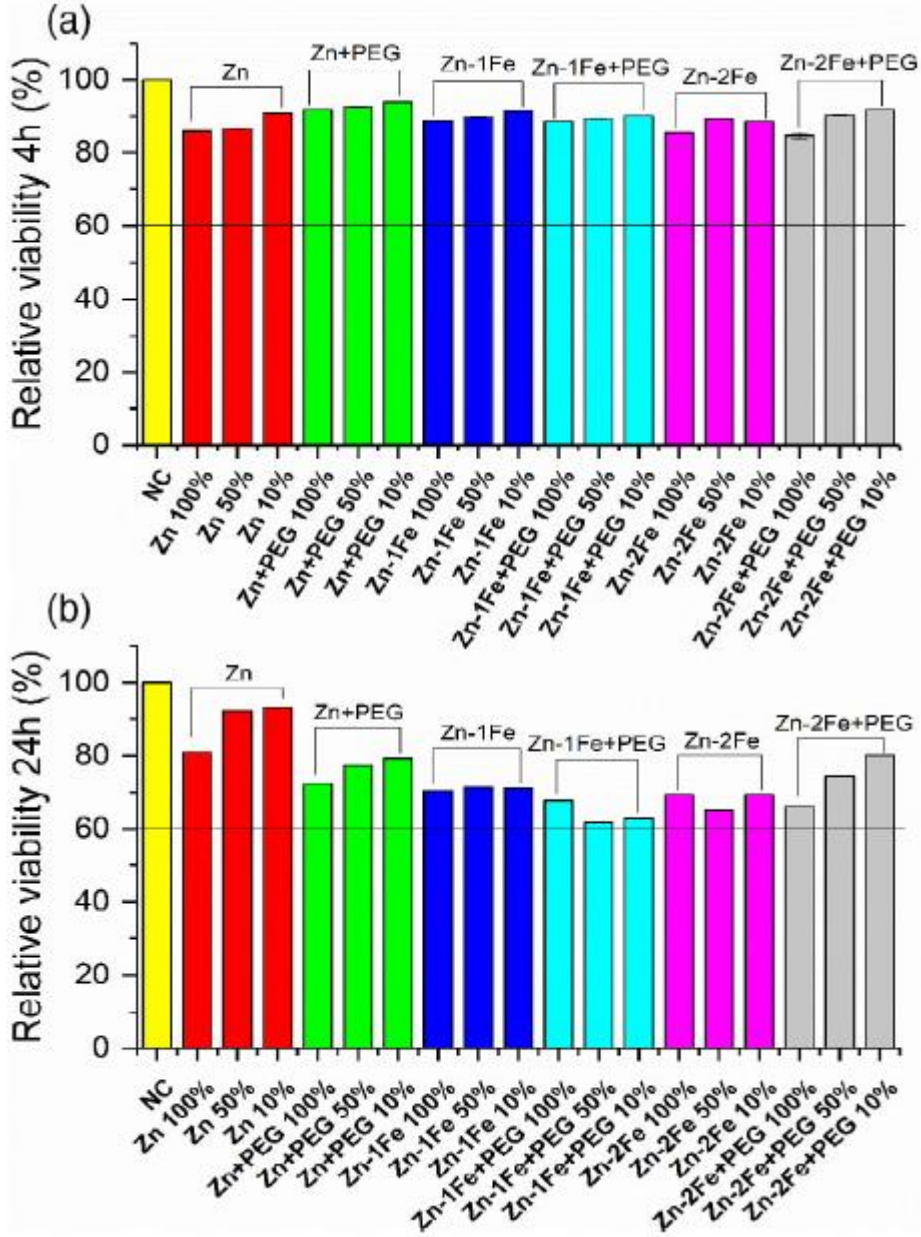 (a)
Relative viability 4h (%)
100
80
60
40
20
0
Zn
Zn+PEG
Zn-1Fe
Zn-1Fe+PEG
Zn-2Fe
Zn-2Fe+PEG
NC
Zn 100%
Zn 50%
Zn 10%
Zn+PEG 100%
Zn+PEG 50%
Zn+PEG 10%
Zn-1Fe 100%
Zn-1Fe 50%
Zn-1Fe 10%
Zn-1Fe+PEG 100%
Zn-1Fe+PEG 50%
Zn-1Fe+PEG 10%
Zn-2Fe 100%
Zn-2Fe 50%
Zn-2Fe 10%
Zn-2Fe+PEG 100%
Zn-2Fe+PEG 50%
Zn-2Fe+PEG 10%
(b)
Relative viability 24h (%)
100
80
60
40
20
0
Zn
Zn+PEG
Zn-1Fe
Zn-1Fe+PEG
Zn-2Fe
Zn-2Fe+PEG
NC
Zn 100%
Zn 50%
Zn 10%
Zn+PEG 100%
Zn+PEG 50%
Zn+PEG 10%
Zn-1Fe 100%
Zn-1Fe 50%
Zn-1Fe 10%
Zn-1Fe+PEG 100%
Zn-1Fe+PEG 50%
Zn-1Fe+PEG 10%
Zn-2Fe 100%
Zn-2Fe 50%
Zn-2Fe 10%
Zn-2Fe+PEG 100%
Zn-2Fe+PEG 50%
Zn-2Fe+PEG 10%